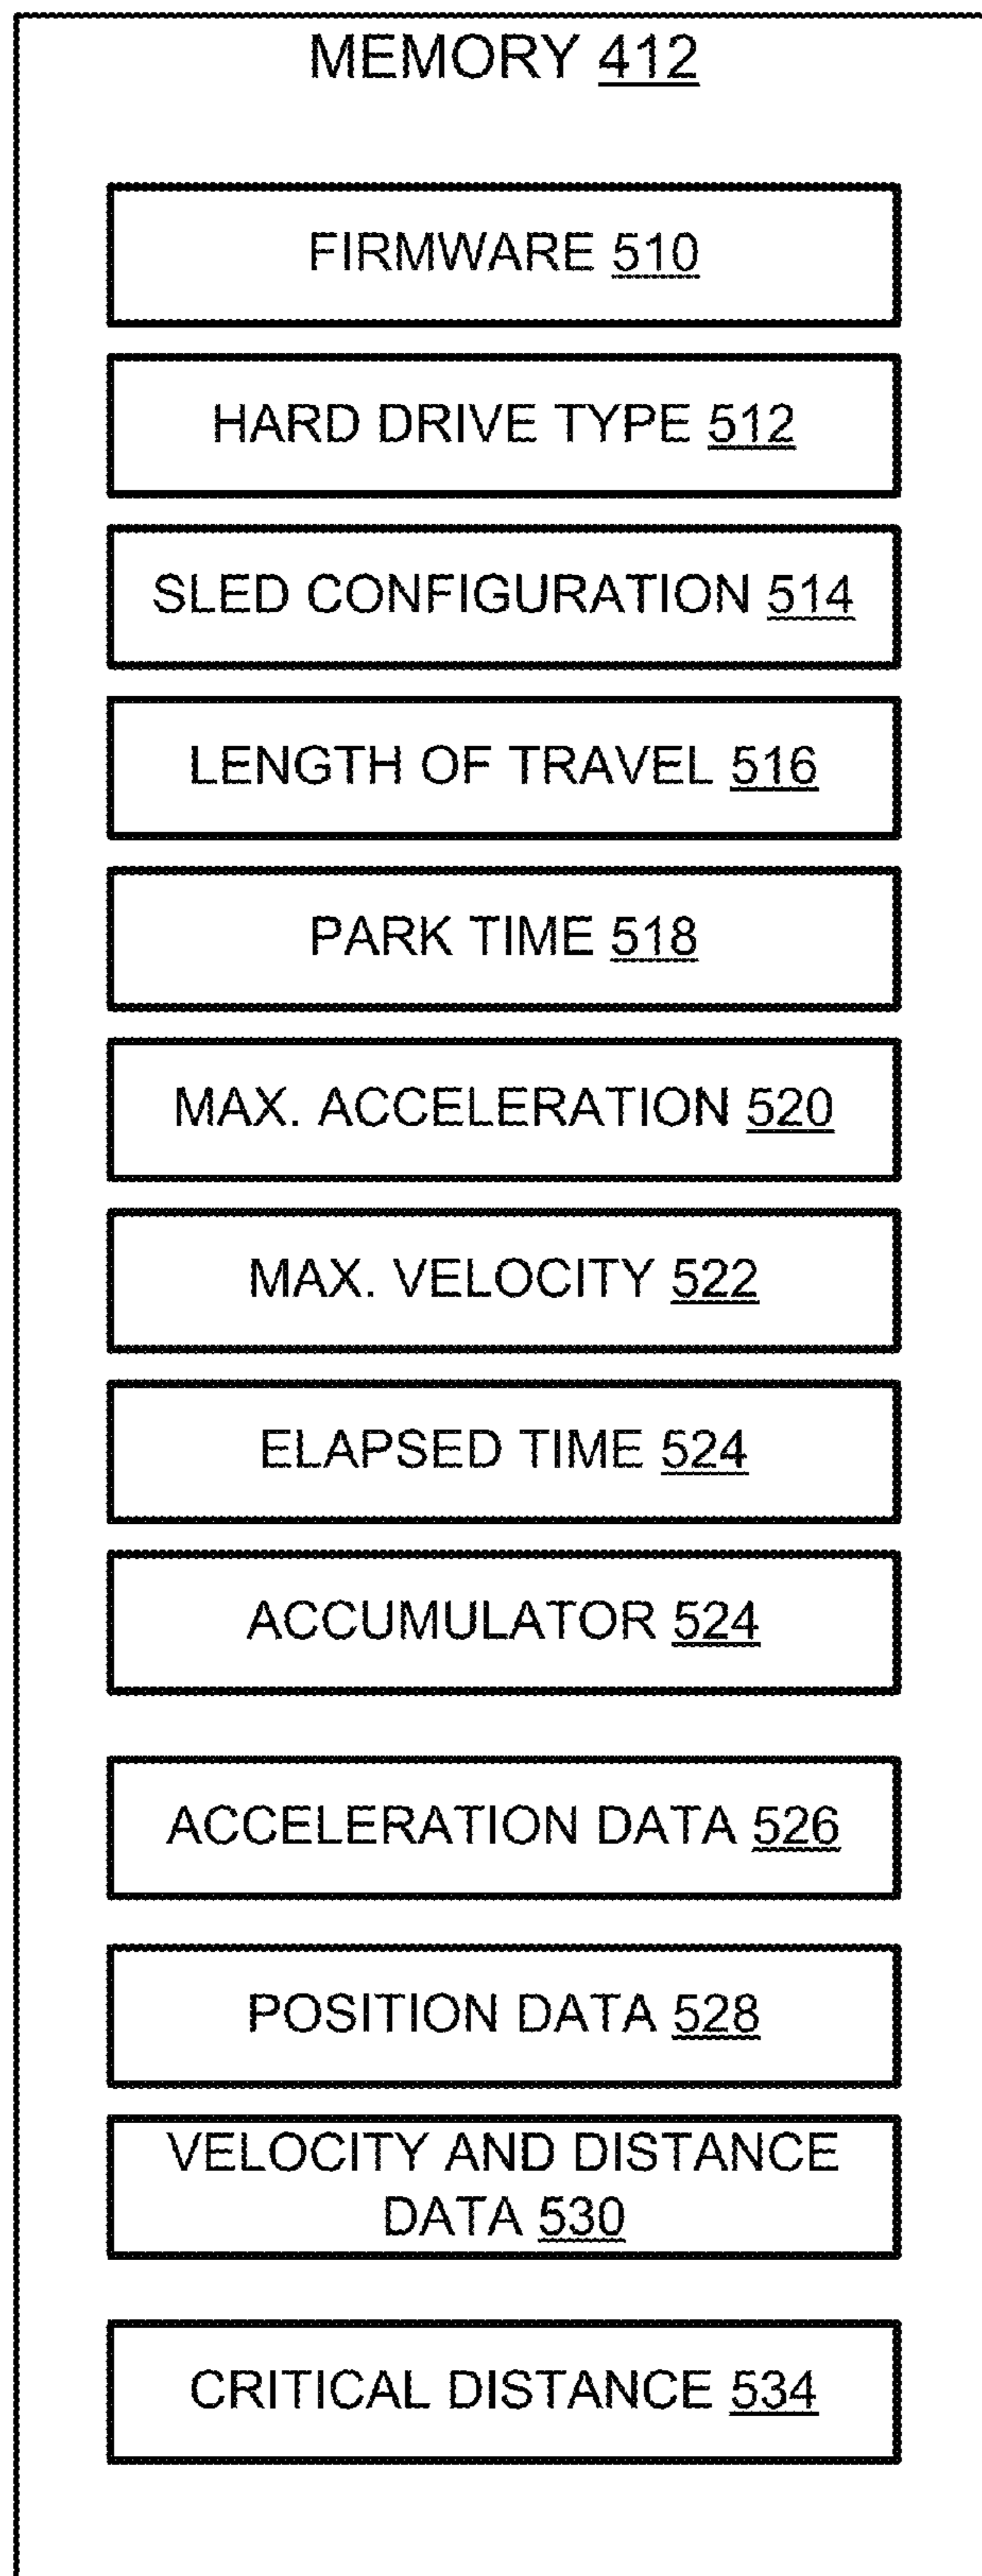 MEMORY 412
FIRMWARE 510
HARD DRIVE TYPE 512
SLED CONFIGURATION 514
LENGTH OF TRAVEL 516
PARK TIME 518
MAX. ACCELERATION 520
MAX. VELOCITY 522
ELAPSED TIME 524
ACCUMULATOR 524
ACCELERATION DATA 526
POSITION DATA 528
VELOCITY AND DISTANCE
DATA 530
CRITICAL DISTANCE 534